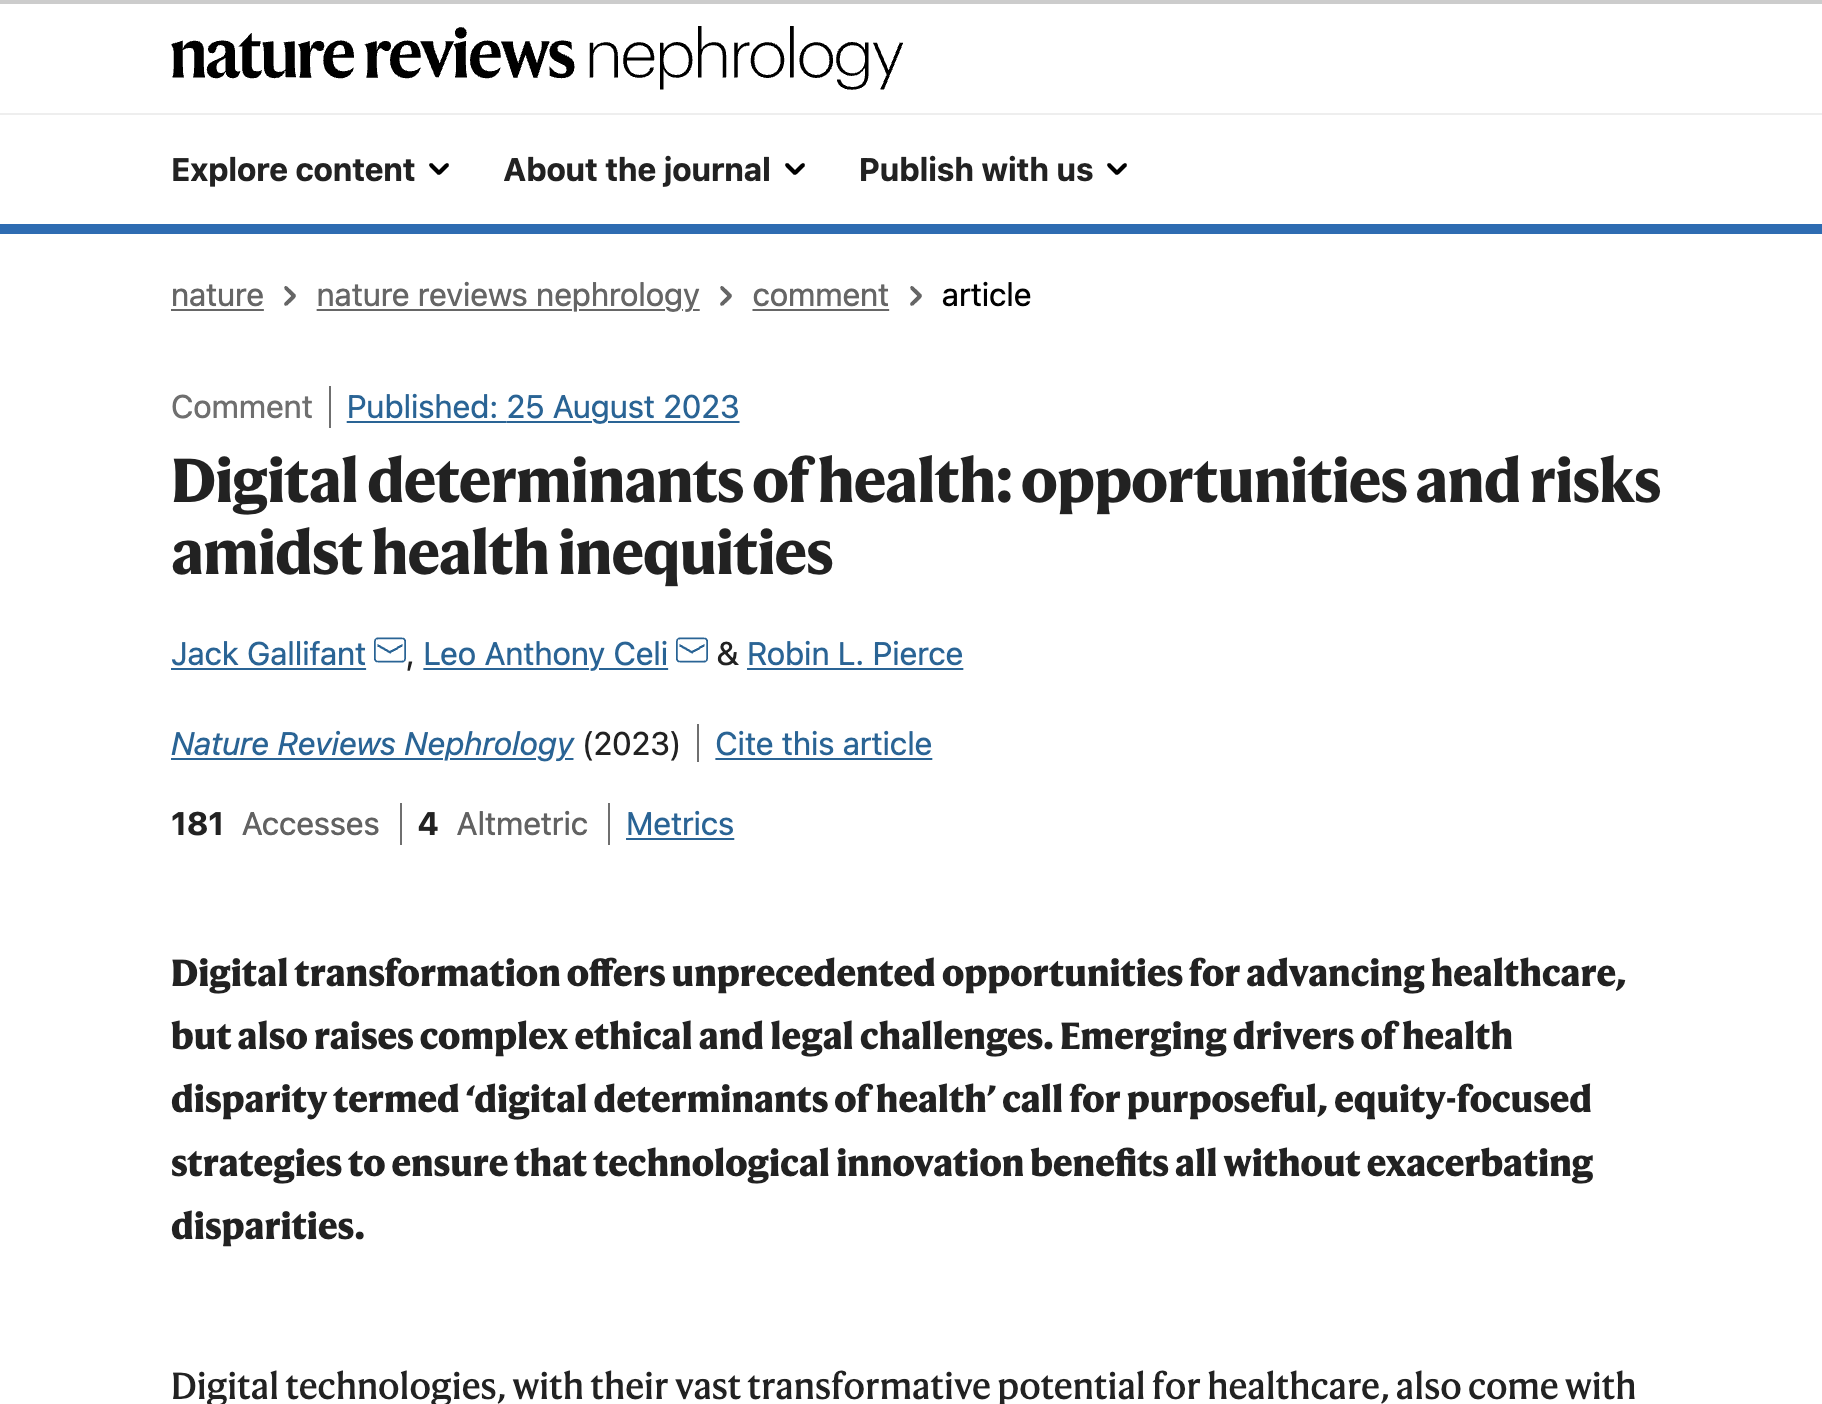 nature reviews nephrology
Explore content About the journal Publish with us
nature > nature reviews nephrology > comment > article
Comment | Published: 25 August 2023
Digital determinants of health: opportunities and risks
amidst health inequities
Jack Gallifant, Leo Anthony Celi & Robin L. Pierce
Nature Reviews Nephrology (2023) | Cite this article
181 Accesses | 4 Altmetric | Metrics
Digital transformation offers unprecedented opportunities for advancing healthcare,
but also raises complex ethical and legal challenges. Emerging drivers of health
disparity termed ‘digital determinants of health’ call for purposeful, equity-focused
strategies to ensure that technological innovation benefits all without exacerbating
disparities.
Digital technologies, with their vast transformative potential for healthcare, also come with